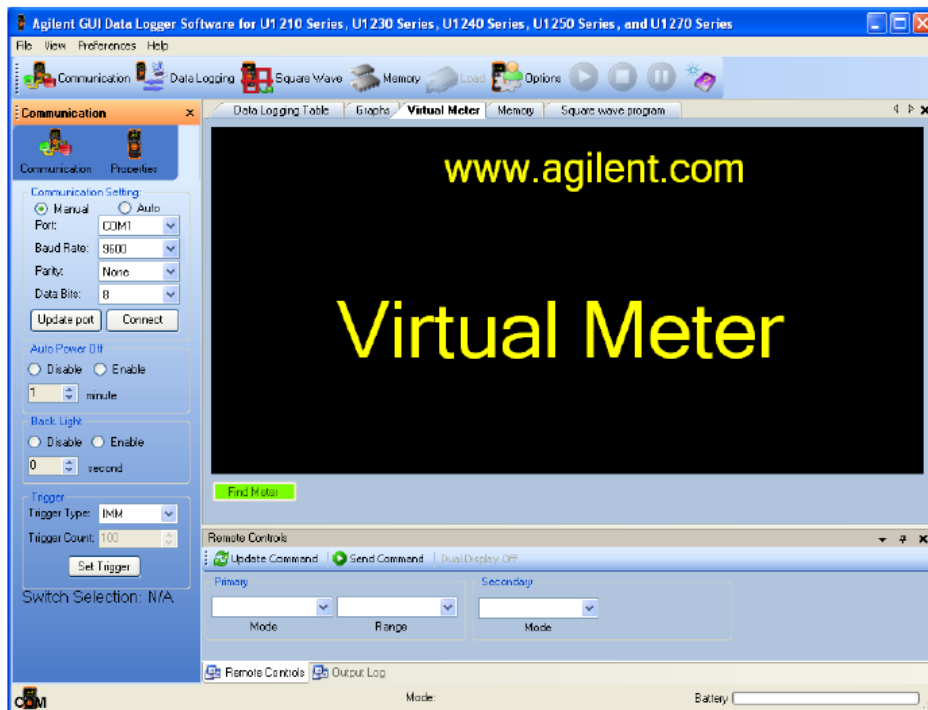 Agilent GUI Data Logger Software for U1210 Series, U1230 Series, U1240 Series, U1250 Series, and U1270 Series
File View Preferences Help
Communication Data Logging Square Wave Memory Load Options
Communication
Data Logging Table Graphs Virtual Meter Memory Square wave program
Communication Properties
Communication Setting:
Manual Auto
Port: COM1
Baud Rate: 9600
Parity: None
Data Bits: 8
Update port Connect
Auto Power Off
Disable Enable
1 minute
Back Light
Disable Enable
0 second
Trigger
Trigger Type: IMM
Trigger Count: 100
Set Trigger
Switch Selection: N/A
www.agilent.com
Virtual Meter
Find Meter
Remote Controls
Update Command Send Command Dual Display OFF
Primary Secondary
Mode Range Mode
Remote Controls Output Log
COM Mode: Battery